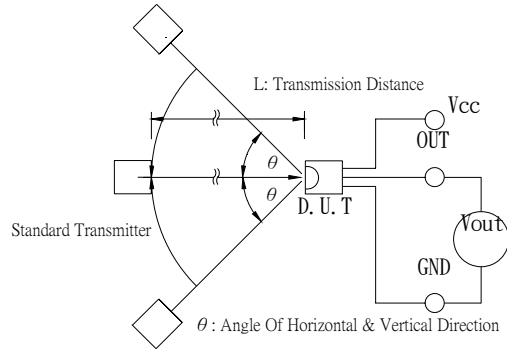 L: Transmission Distance
Vcc
OUT
θ
θ
D.U.T
Standard Transmitter
Vout
GND
θ: Angle Of Horizontal & Vertical Direction